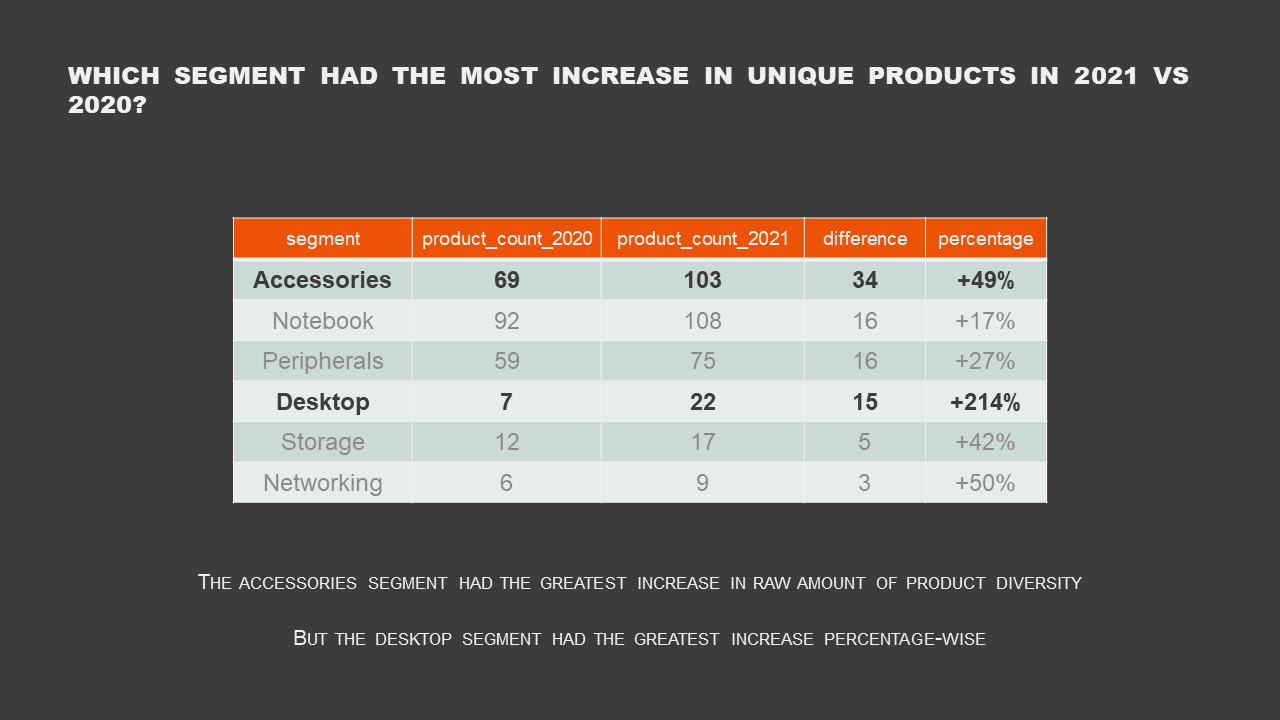 WHICH SEGMENT HAD THE MOST INCREASE IN UNIQUE PRODUCTS IN 2021 VS
2020?
segment product_count_2020 product_count_2021 difference percentage
Accessories 69 103 34 +49%
Notebook 92 108 16 +17%
Peripherals 59 75 16 +27%
Desktop 7 22 15 +214%
Storage 12 17 5 +42%
Networking 6 9 3 +50%
The accessories segment had the greatest increase in raw amount of product diversity
But the desktop segment had the greatest increase percentage-wise